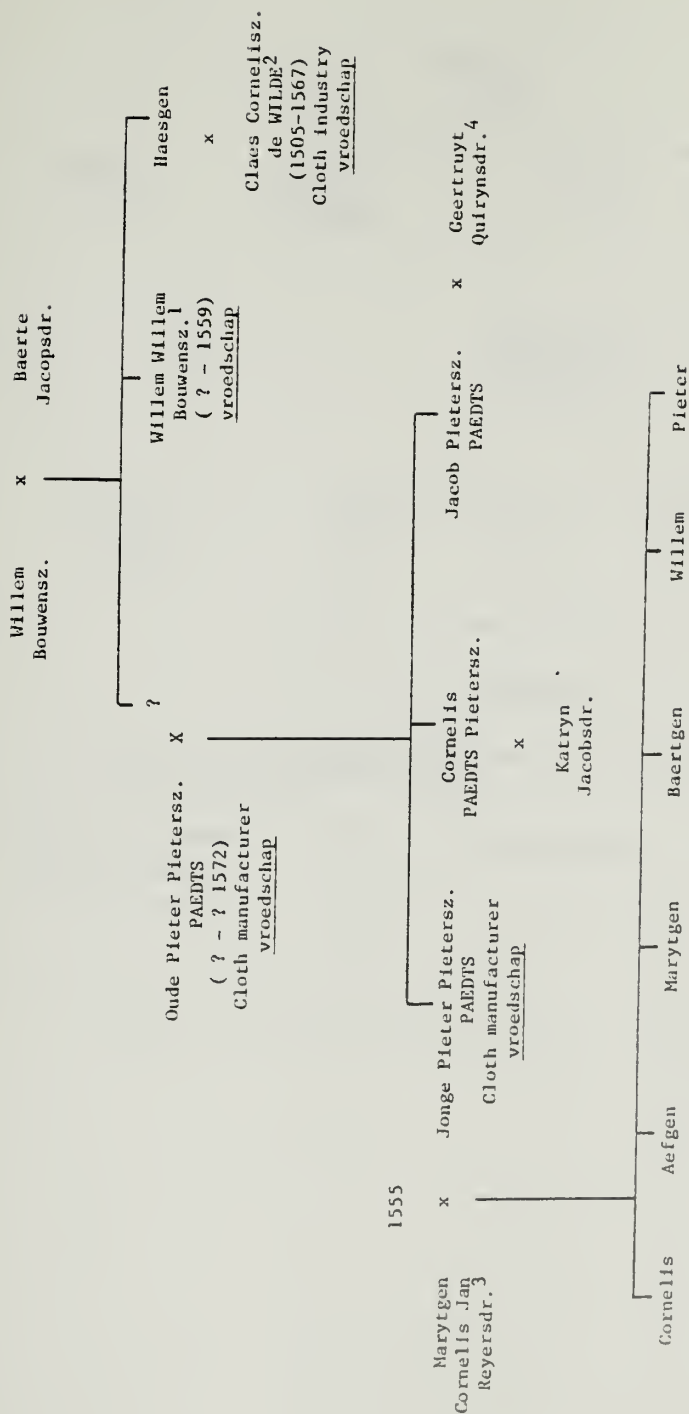 Willem
Bouwensz.
x
Baerte
Jacopsdr.
?
Willem Willem
Bouwensz.1
( ? - 1559)
vroedschap
Haesgen
x
Claes Cornelisz.
de WILDE2
(1505-1567)
Cloth industry
vroedschap
Oude Pieter Pietersz.
PAEDTS
( ? - ? 1572)
Cloth manufacturer
vroedschap
X
1555
Marytgen
Cornelis Jan
Reyersdr.3
x
Jonge Pieter Pietersz.
PAEDTS
Cloth manufacturer
vroedschap
Cornelis
PAEDTS Pietersz.
x
Katryn
Jacobsdr.
Jacob Pietersz.
PAEDTS
x
Geertruyt
Quirynsdr.4
Cornelis
Aefgen
Marytgen
Baertgen
Willem
Pieter